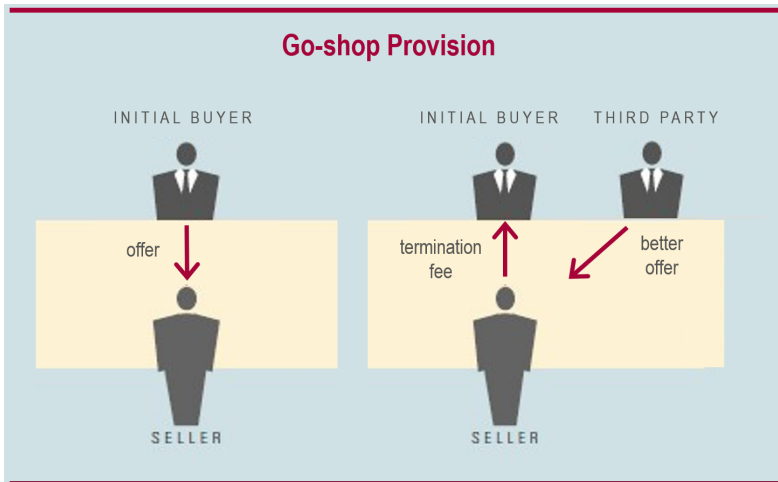 Go-shop Provision
INITIAL BUYER
offer
SELLER
INITIAL BUYER THIRD PARTY
termination
fee
better
offer
SELLER